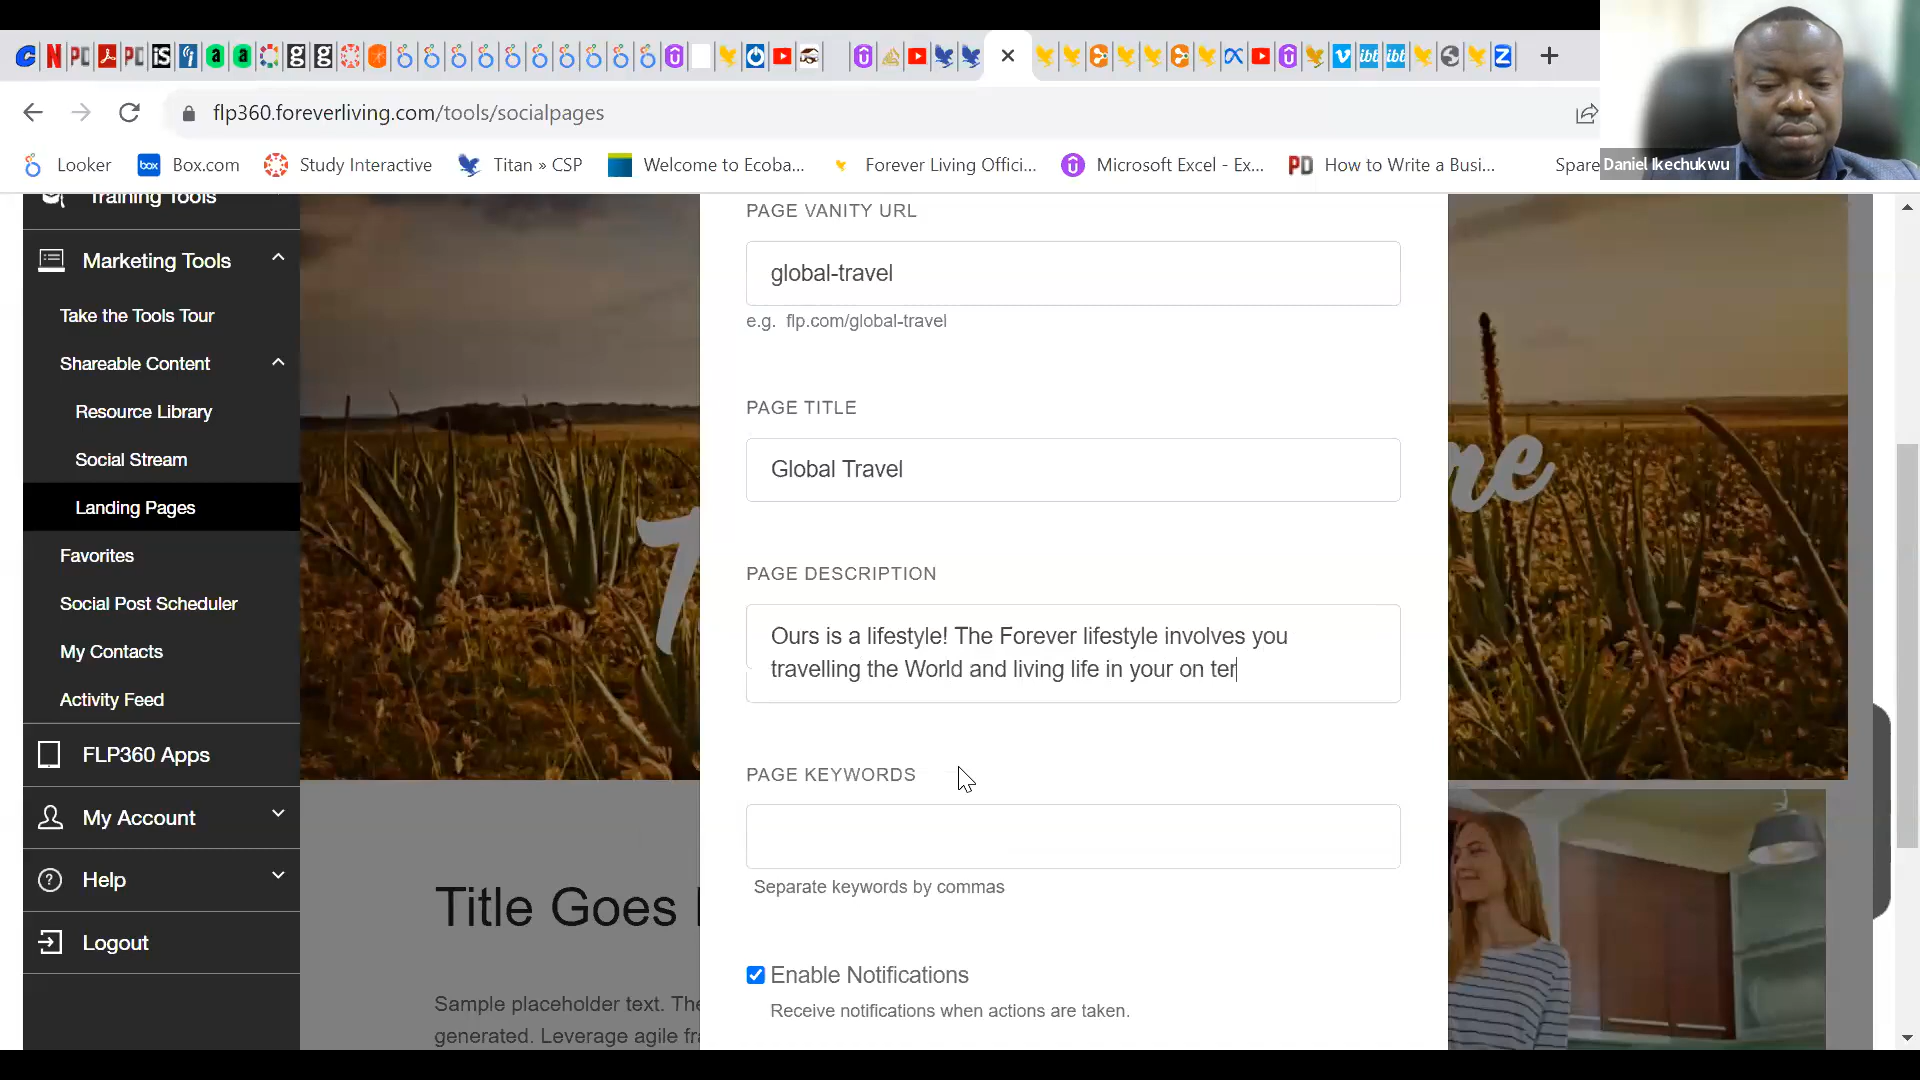 flp360.foreverliving.com/tools/socialpages
Looker
box
Box.com
Study Interactive
Titan » CSP
Welcome to Ecoba...
Forever Living Offici...
Microsoft Excel - Ex...
PD
How to Write a Busi...
Spare
Daniel Ikechukwu
Training Tools
Marketing Tools
Take the Tools Tour
Shareable Content
Resource Library
Social Stream
Landing Pages
Favorites
Social Post Scheduler
My Contacts
Activity Feed
FLP360 Apps
My Account
Help
Logout
PAGE VANITY URL
global-travel
e.g. flp.com/global-travel
PAGE TITLE
Global Travel
PAGE DESCRIPTION
Ours is a lifestyle! The Forever lifestyle involves you
travelling the World and living life in your on ter
PAGE KEYWORDS
Separate keywords by commas
Enable Notifications
Receive notifications when actions are taken.
Title Goes
Sample placeholder text. The
generated. Leverage agile fra